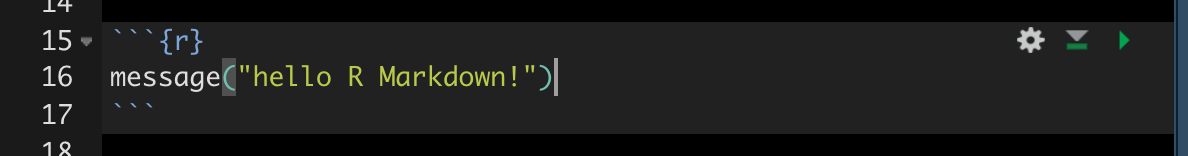 14
15 ```{r}
16 message("hello R Markdown!")
17 ```
18